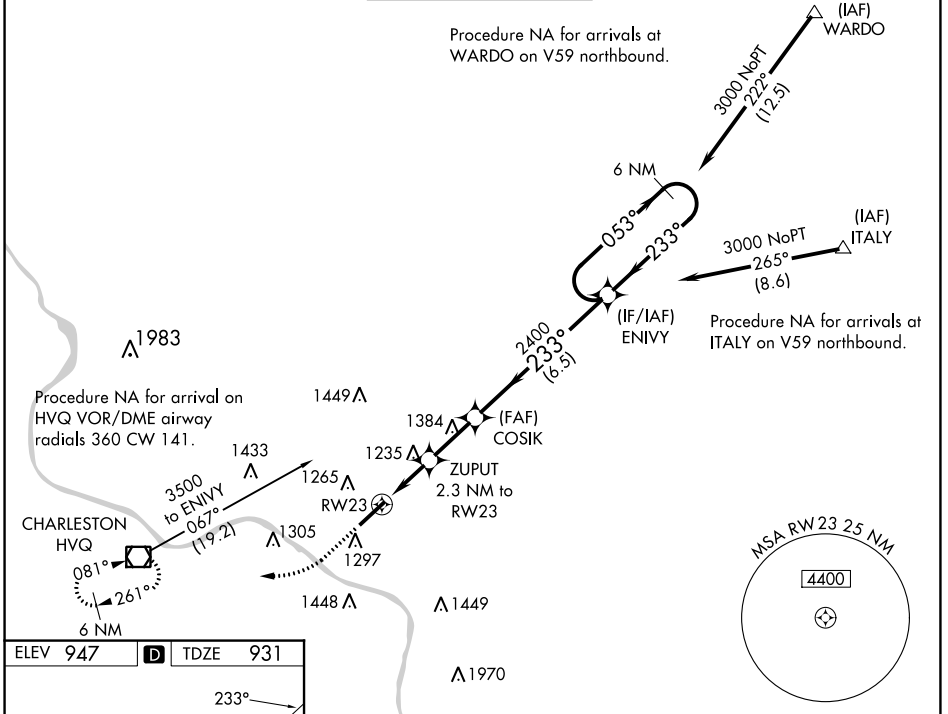 (IAF)
WARDO
Procedure NA for arrivals at
WARDO on V59 northbound.
3000 NoPT
222°
(12.5)
6 NM
053°
233°
(IAF)
ITALY
3000 NoPT
265°
(8.6)
(IF/IAF)
ENIVY
Procedure NA for arrivals at
ITALY on V59 northbound.
2400
233°
(6.5)
1983
Procedure NA for arrival on
HVQ VOR/DME airway
radials 360 CW 141.
1449
1384
(FAF)
COSIK
1433
1235
ZUPUT
2.3 NM to
RW23
1265
RW23
3500
to ENIVY
067°
(19.2)
CHARLESTON
HVQ
1305
1297
081°
261°
6 NM
1448
1449
MSA RW23 25 NM
4400
ELEV 947 D TDZE 931
1970
233°